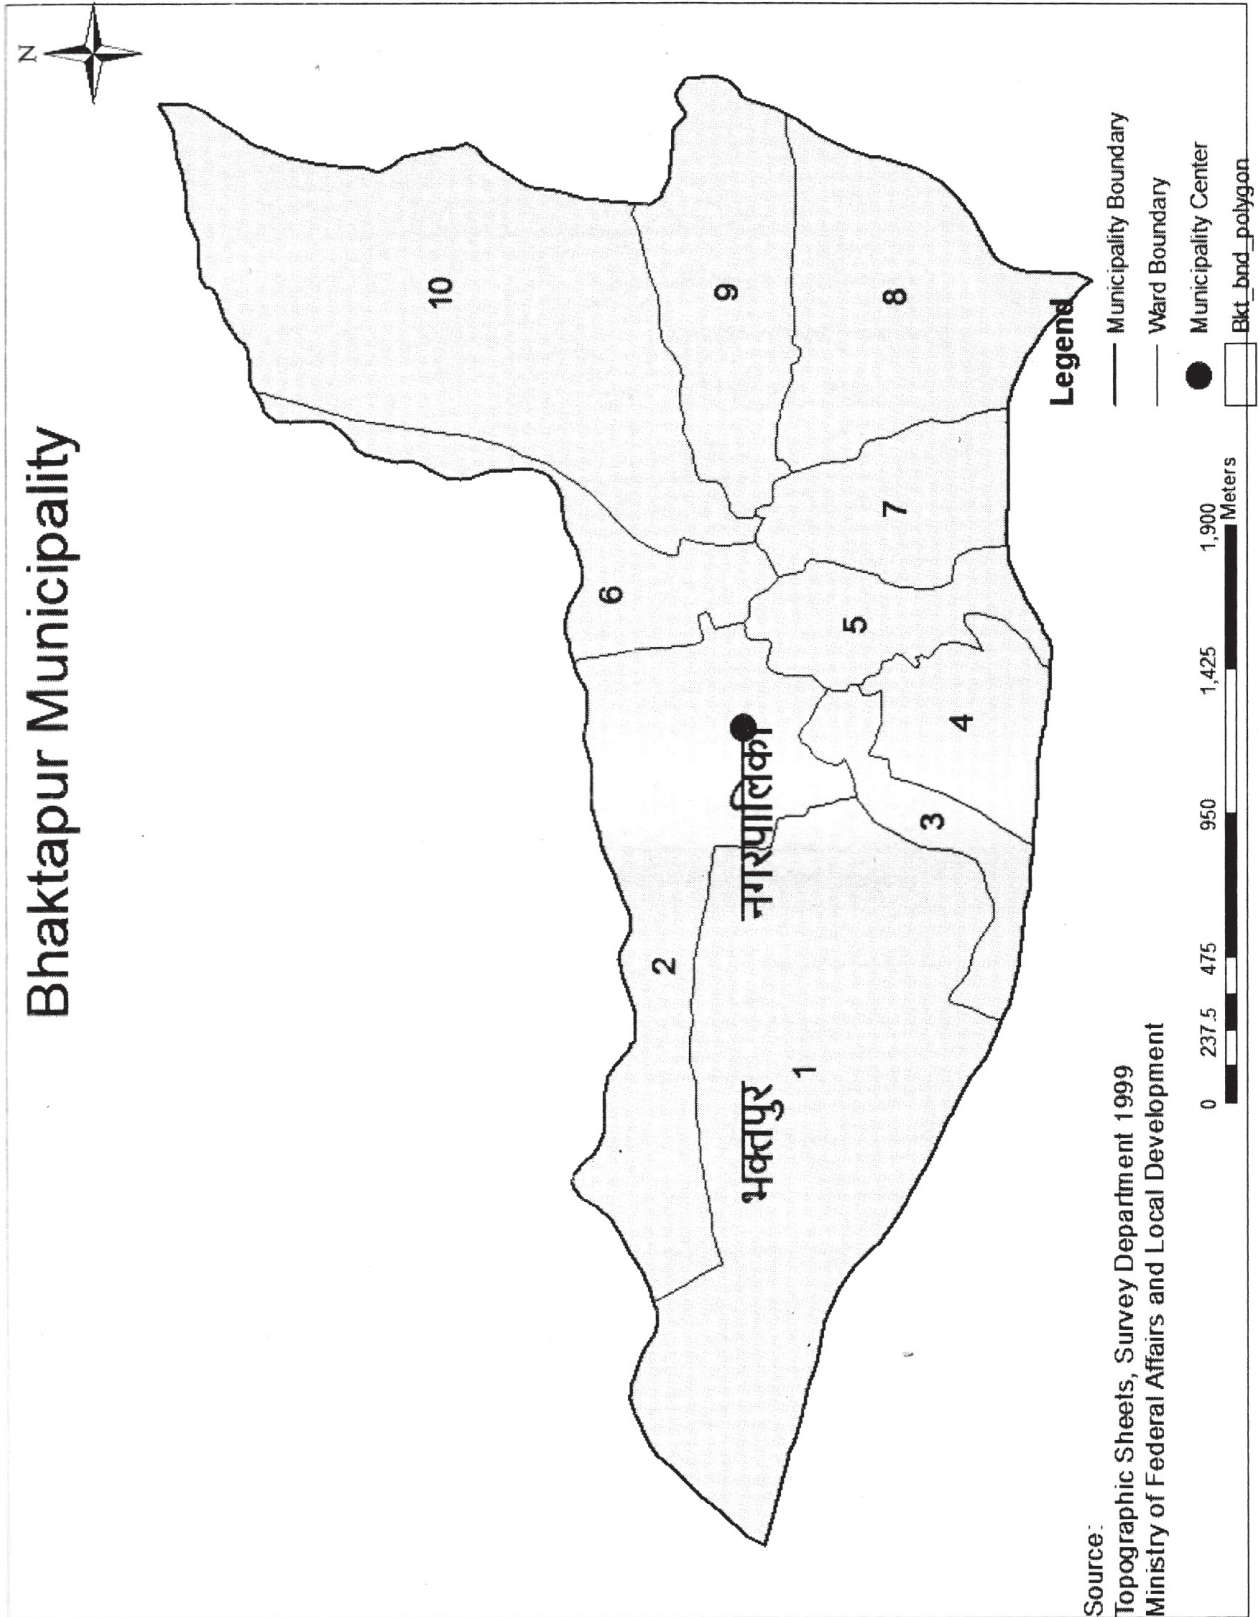 Bhaktapur Municipality
N
10
9
8
6
7
5
2
4
3
1
भक्तपुर नगरपालिका
Legend
Municipality Boundary
Ward Boundary
Municipality Center
Bkt_bnd_polygon
Source:
Topographic Sheets, Survey Department 1999
Ministry of Federal Affairs and Local Development
0 237.5 475 950 1,425 1,900
Meters